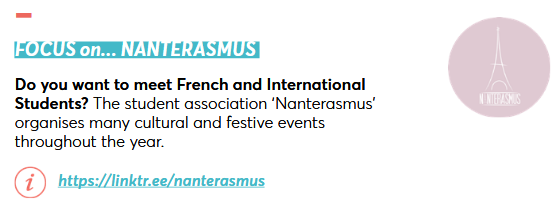 FOCUS on... NANTERASMUS
Do you want to meet French and International
Students? The student association ‘Nanterasmus’
organises many cultural and festive events
throughout the year.
i https://linktr.ee/nanterasmus
NANTERASMUS